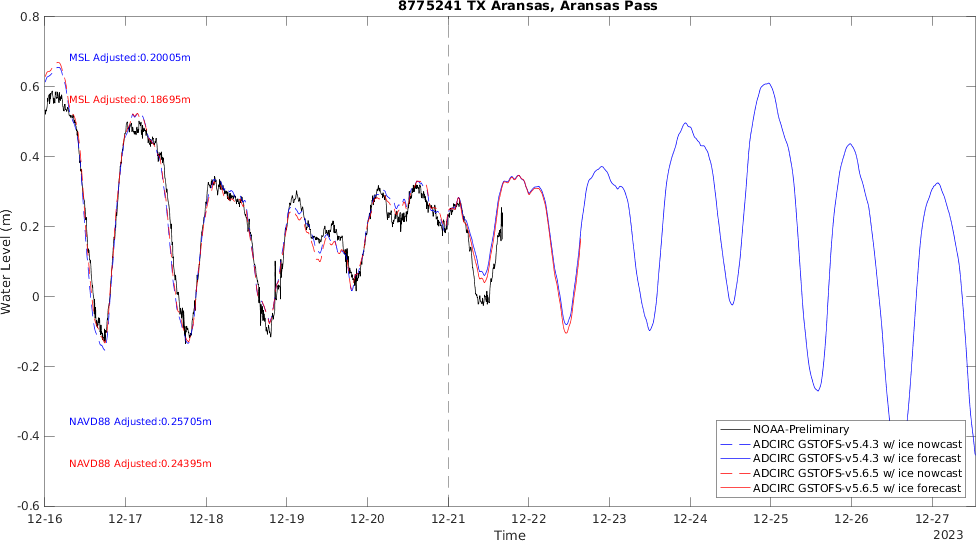 8775241 TX Aransas, Aransas Pass
0.8
0.6
0.4
0.2
0
-0.2
-0.4
-0.6
Water Level (m)
MSL Adjusted:0.20005m
MSL Adjusted:0.18695m
NAVD88 Adjusted:0.25705m
NAVD88 Adjusted:0.24395m
NOAA-Preliminary
ADCIRC GSTOFS-v5.4.3 w/ ice nowcast
ADCIRC GSTOFS-v5.4.3 w/ ice forecast
ADCIRC GSTOFS-v5.6.5 w/ ice nowcast
ADCIRC GSTOFS-v5.6.5 w/ ice forecast
12-16 12-17 12-18 12-19 12-20 12-21 12-22 12-23 12-24 12-25 12-26 12-27
2023
Time